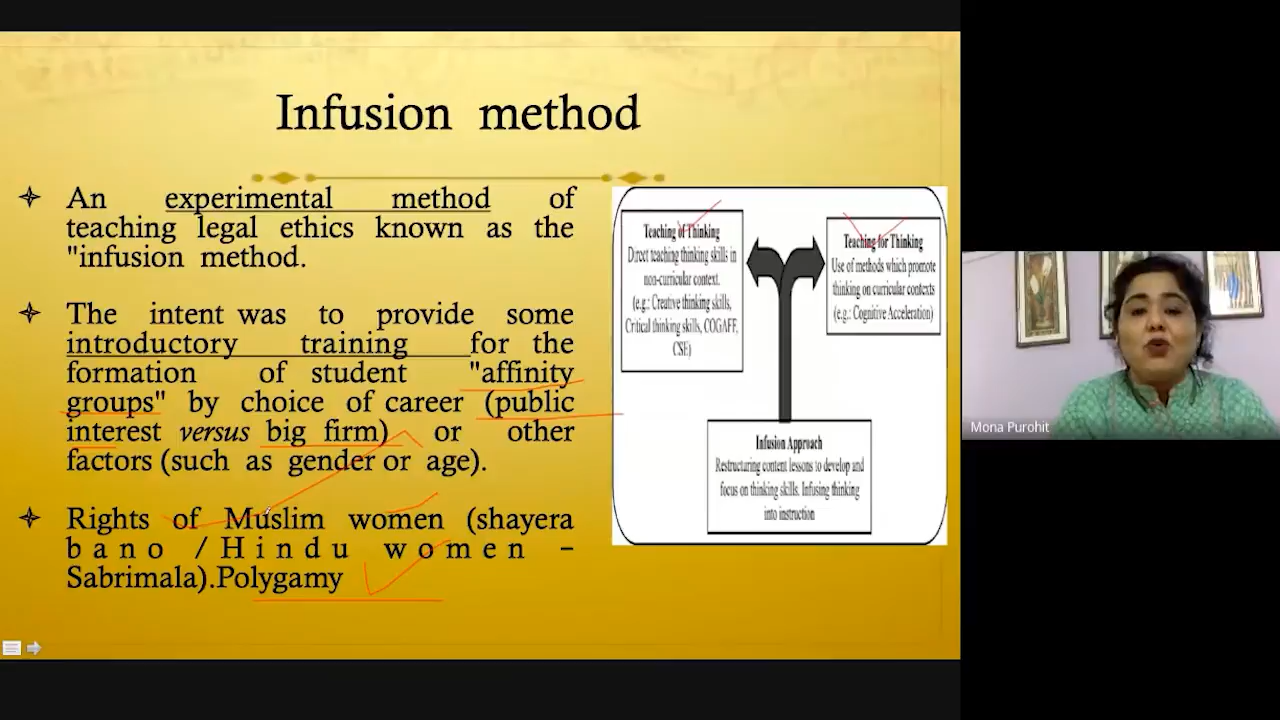 Infusion method
An experimental method of
teaching legal ethics known as the
"infusion method.
The intent was to provide some
introductory training for the
formation of student "affinity
groups" by choice of career (public
interest versus big firm) or other
factors (such as gender or age).
Rights of Muslim women (shayera
bano /Hindu women –
Sabrimala).Polygamy
Teaching of Thinking
Direct teaching thinking skills in
non-curricular context.
(e.g.: Creative thinking skills,
Critical thinking skills, COGAFF,
CSE)
Teaching for Thinking
Use of methods which promote
thinking on curricular contexts
(e.g.: Cognitive Acceleration)
Infusion Approach
Restructuring content lessons to develop and
focus on thinking skills. Infusing thinking
into instruction
Mona Purohit